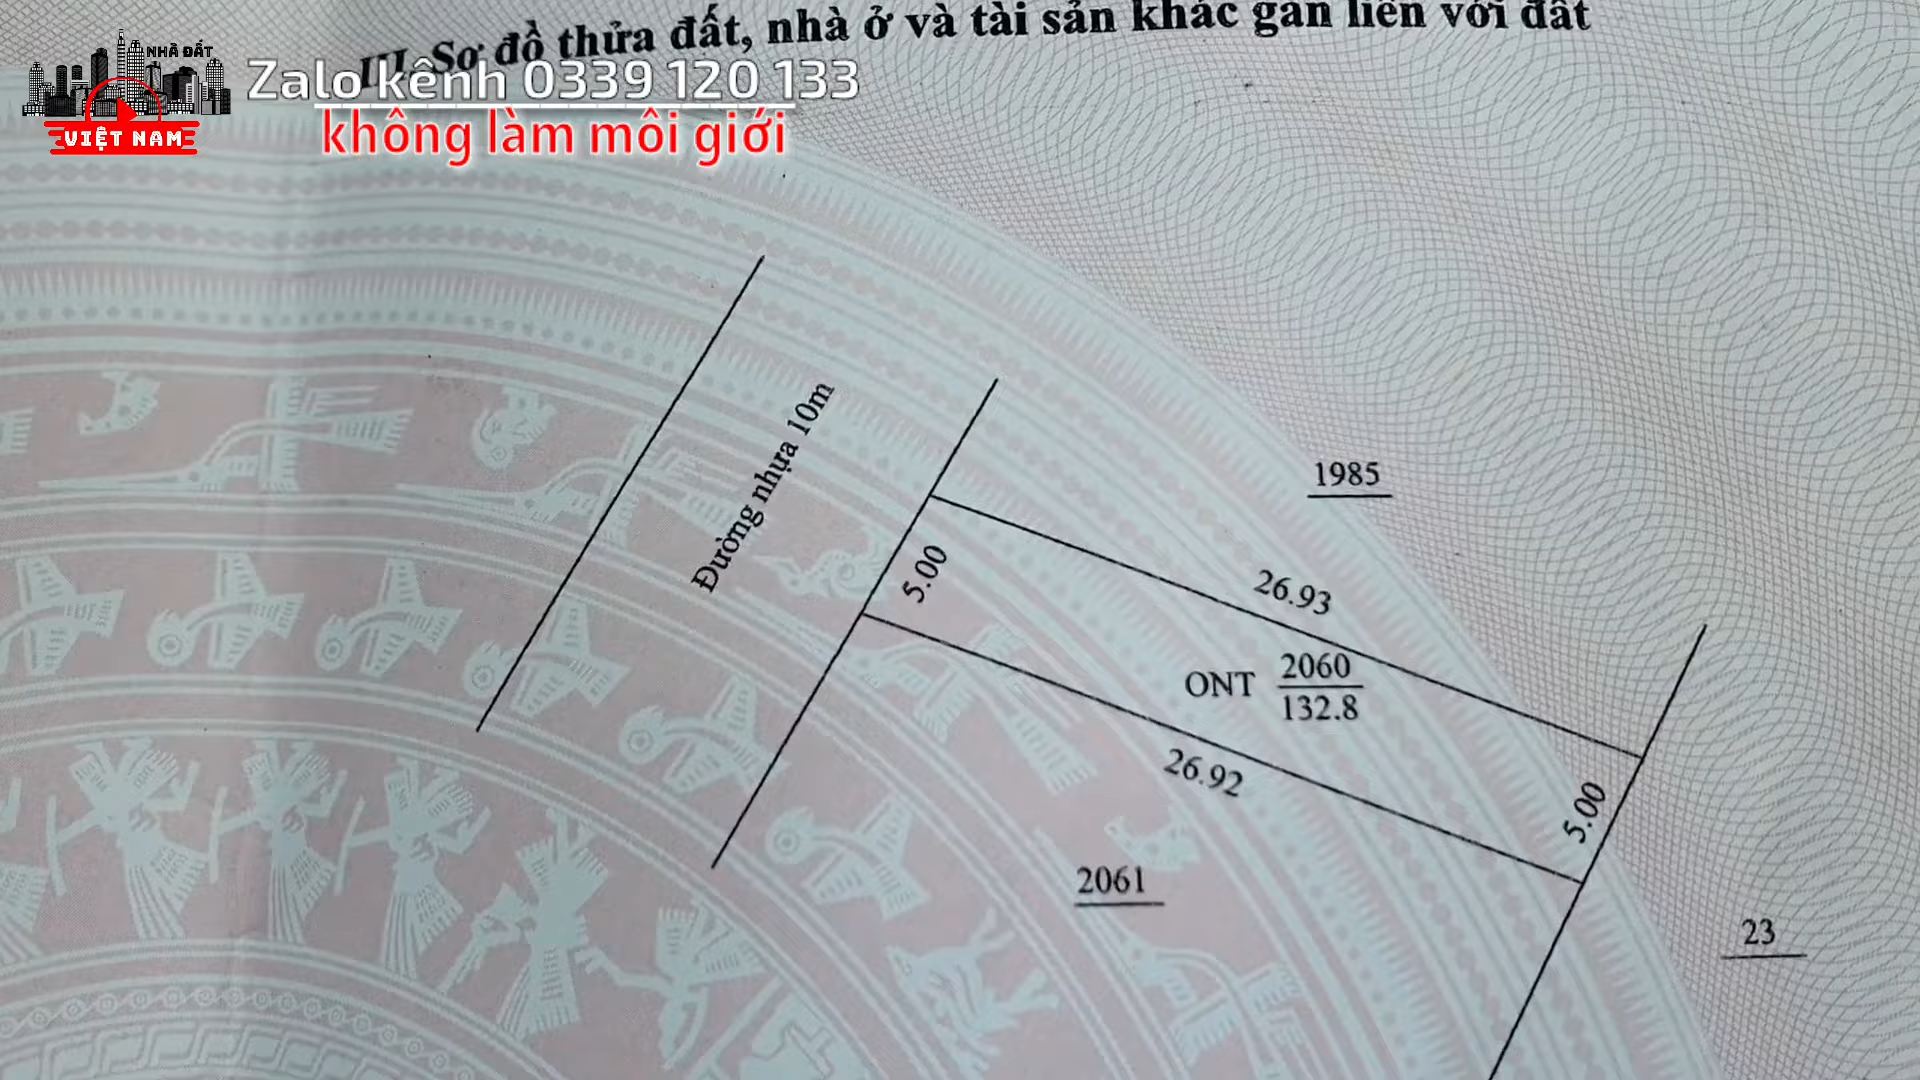 III. Sơ đồ thửa đất, nhà ở và tài sản khác gắn liền với đất
NHÀ ĐẤT
VIỆT NAM
Zalo kênh 0339 120 133
không làm môi giới
Đường nhựa 10m
1985
5.00
26.93
ONT 2060
132.8
26.92
5.00
2061
23